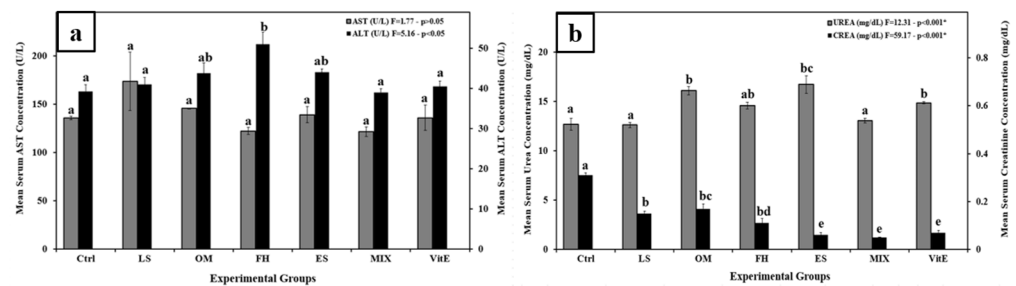 a
AST (U/L) F=1.77 - p>0.05
ALT (U/L) F=5.16 - p<0.05
Mean Serum AST Concentration (U/L)
200
150
100
50
0
a a a a a ab a b a ab a a a a
50
40
30
20
10
0
Mean Serum ALT Concentration (U/L)
Ctrl LS OM FH ES MIX VitE
Experimental Groups
b
UREA (mg/dL) F=12.31 - p<0.001*
CREA (mg/dL) F=59.17 - p<0.001*
Mean Serum Urea Concentration (mg/dL)
20
15
10
5
0
a a a b b bc ab bd bc e a e b e
0.8
0.6
0.4
0.2
0
Mean Serum Creatinine Concentration (mg/dL)
Ctrl LS OM FH ES MIX VitE
Experimental Groups